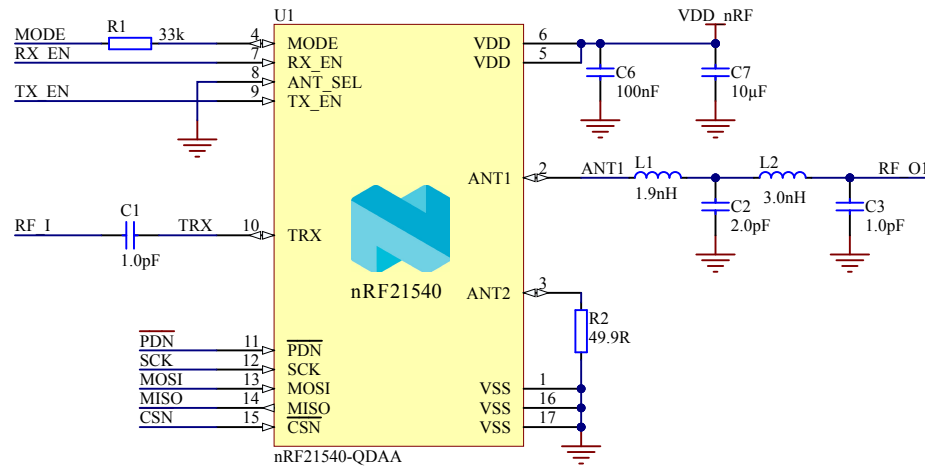 U1
VDD_nRF
R1
MODE 33k 4 MODE VDD 6
RX_EN 7 RX_EN VDD 5
8 ANT_SEL
TX_EN 9 TX_EN
C6
100nF
C7
10µF
ANT1 2 ANT1 L1 L2 RF_O1
1.9nH 3.0nH
C2
2.0pF
C3
1.0pF
C1
RF_I TRX 10 TRX
1.0pF
nRF21540
ANT2 3
R2
49.9R
PDN 11 PDN
SCK 12 SCK
MOSI 13 MOSI VSS 1
MISO 14 MISO VSS 16
CSN 15 CSN VSS 17
nRF21540-QDAA